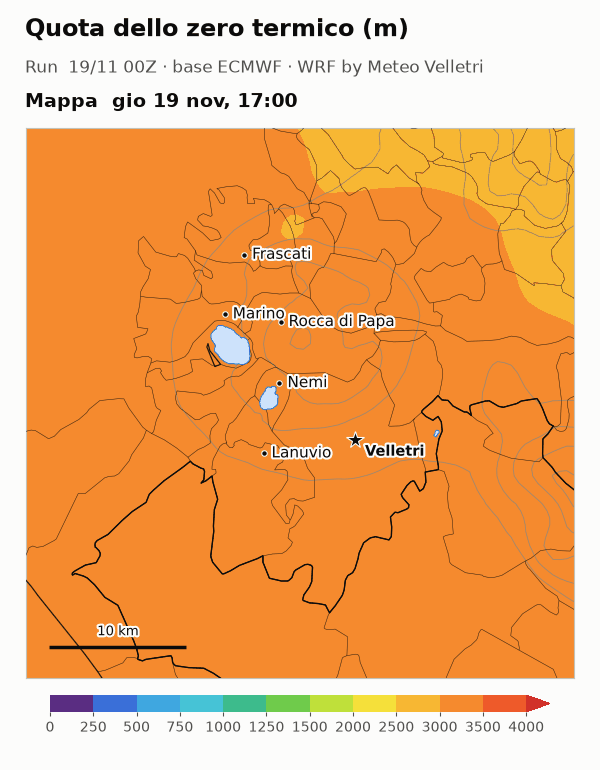 Quota dello zero termico (m)
Run  19/11 00Z · base ECMWF · WRF by Meteo Velletri
Mappa  gio 19 nov, 17:00
Frascati
Marino
Rocca di Papa
Nemi
Velletri
Lanuvio
10 km
0 250 500 750 1000 1250 1500 2000 2500 3000 3500 4000